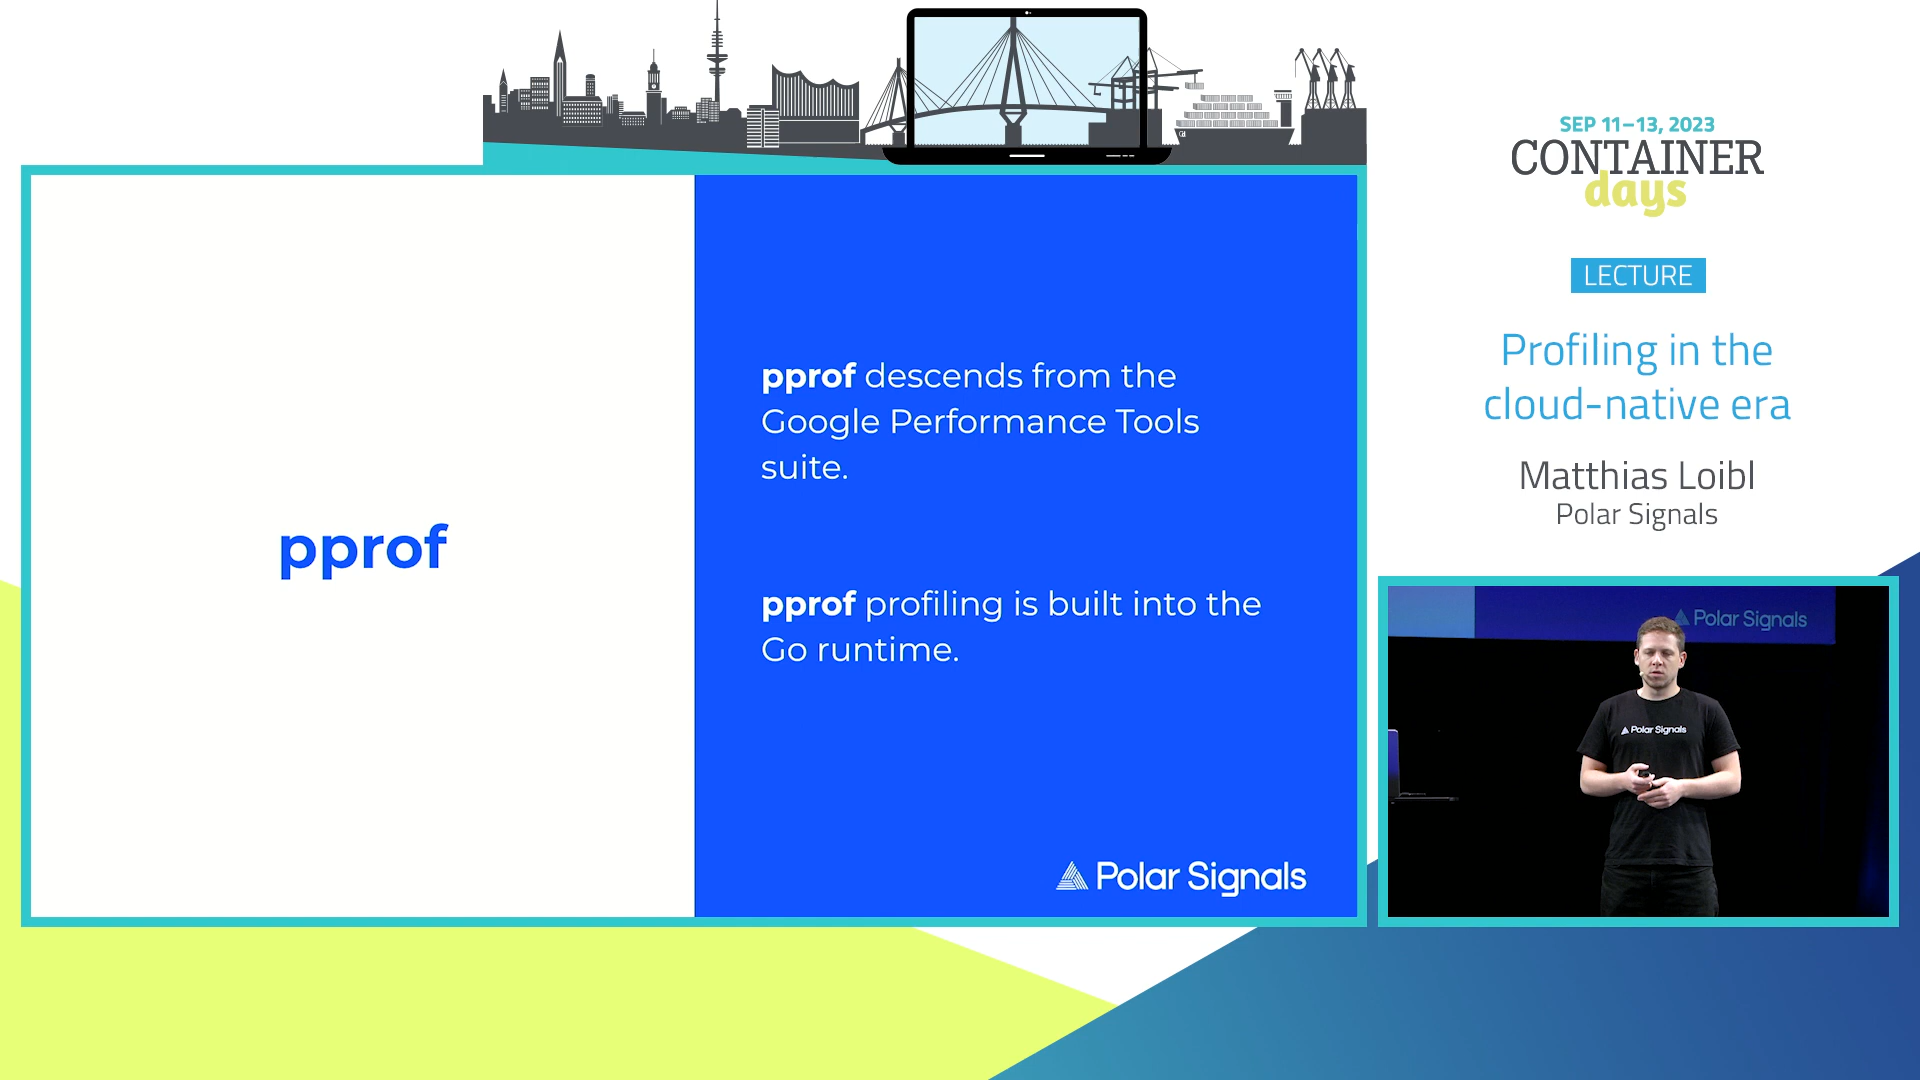 SEP 11–13, 2023
CONTAINER
days
LECTURE
Profiling in the
cloud-native era
Matthias Loibl
Polar Signals
pprof
pprof descends from the
Google Performance Tools
suite.
pprof profiling is built into the
Go runtime.
Polar Signals
Polar Signals
Polar Signals